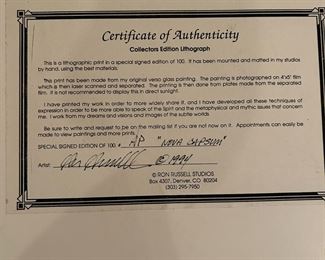 Certificate of Authenticity
Collectors Edition Lithograph
This is a lithographic print in a special signed edition of 100. It has been mounted and matted in my studios
by hand, using the best materials.
This print has been made from my original verso glass painting. The painting is photographed on 4"x5" film
which is then laser scanned and separated. The printing is then done from plates made from the separated
film. It is not recommended to display this in direct sunlight.
I have printed my work in order to more widely share it, and I have developed all these techniques of
expression in order to be more able to speak of the Spirit and of the metaphysical and mythic issues that concern
me. I work from my dreams and visions and images of the subtle worlds
Be sure to write and request to be on the mailing list if you are not now on it. Appointments can easily be
made to view paintings and more prints.
SPECIAL SIGNED EDITION OF 100 # AP "NOVA
Artist: Ron Russell © 1994
© RON RUSSELL STUDIOS
Box 4307, Denver, CO 80204
(303) 295-7950